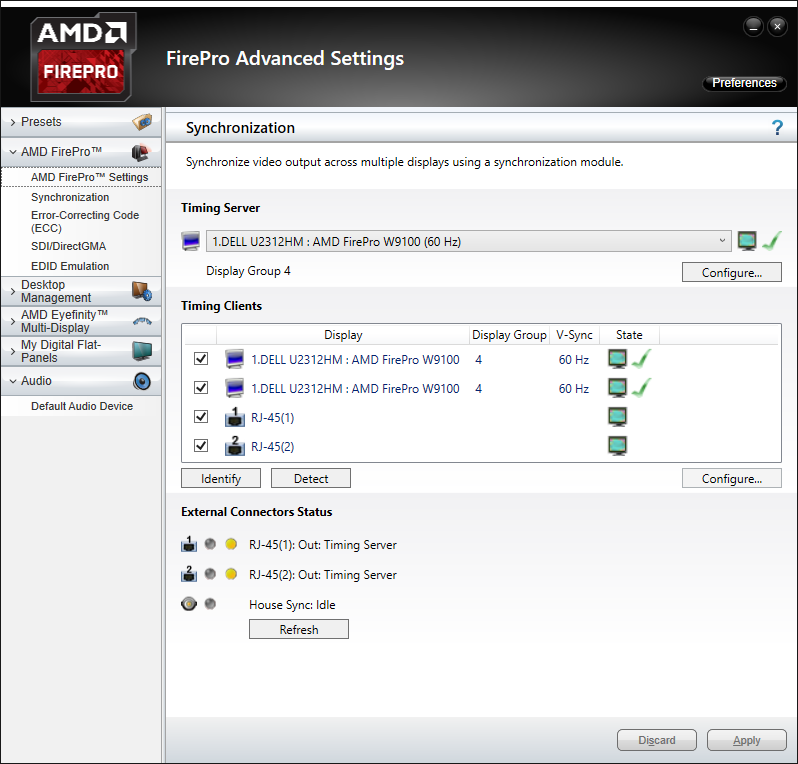 AMD
FIREPRO
FirePro Advanced Settings
Preferences
Presets
AMD FirePro™
AMD FirePro™ Settings
Synchronization
Error-Correcting Code
(ECC)
SDI/DirectGMA
EDID Emulation
Desktop
Management
AMD Eyefinity™
Multi-Display
My Digital Flat-
Panels
Audio
Default Audio Device
Synchronization
?
Synchronize video output across multiple displays using a synchronization module.
Timing Server
1.DELL U2312HM : AMD FirePro W9100 (60 Hz)
Display Group 4
Configure...
Timing Clients
Display Display Group V-Sync State
1.DELL U2312HM : AMD FirePro W9100 4 60 Hz
1.DELL U2312HM : AMD FirePro W9100 4 60 Hz
1 RJ-45(1)
2 RJ-45(2)
Identify Detect Configure...
External Connectors Status
1 RJ-45(1): Out: Timing Server
2 RJ-45(2): Out: Timing Server
House Sync: Idle
Refresh
Discard Apply